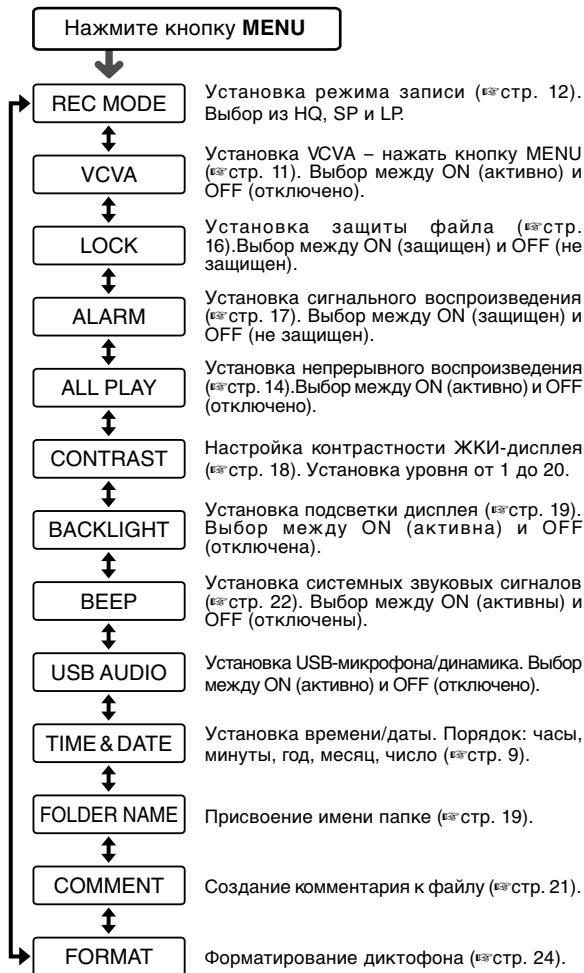 Нажмите кнопку MENU
REC MODE
Установка режима записи (☞стр. 12).
Выбор из HQ, SP и LP.
VCVA
Установка VCVA – нажать кнопку MENU
(☞стр. 11). Выбор между ON (активно) и
OFF (отключено).
LOCK
Установка защиты файла (☞стр.
16).Выбор между ON (защищен) и OFF (не
защищен).
ALARM
Установка сигнального воспроизведения
(☞стр. 17). Выбор между ON (защищен) и
OFF (не защищен).
ALL PLAY
Установка непрерывного воспроизведения
(☞стр. 14).Выбор между ON (активно) и OFF
(отключено).
CONTRAST
Настройка контрастности ЖКИ-дисплея
(☞стр. 18). Установка уровня от 1 до 20.
BACKLIGHT
Установка подсветки дисплея (☞стр. 19).
Выбор между ON (активна) и OFF
(отключена).
BEEP
Установка системных звуковых сигналов
(☞стр. 22). Выбор между ON (активны) и
OFF (отключены).
USB AUDIO
Установка USB-микрофона/динамика. Выбор
между ON (активно) и OFF (отключено).
TIME & DATE
Установка времени/даты. Порядок: часы,
минуты, год, месяц, число (☞стр. 9).
FOLDER NAME
Присвоение имени папке (☞стр. 19).
COMMENT
Создание комментария к файлу (☞стр. 21).
FORMAT
Форматирование диктофона (☞стр. 24).